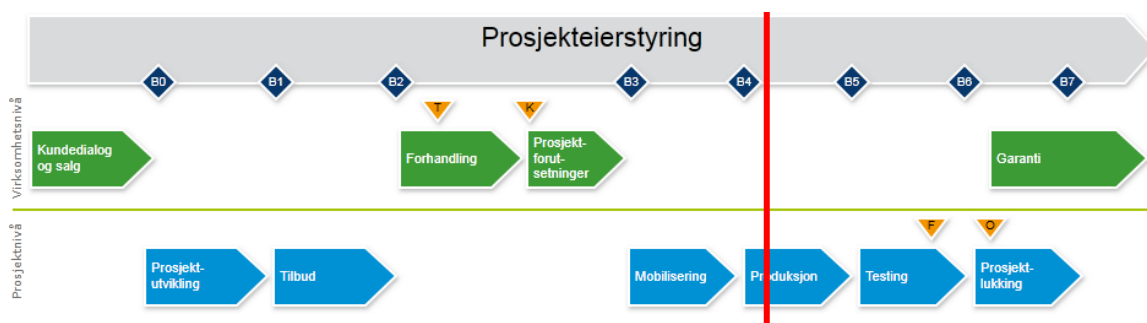 Prosjekteierstyring
B0
B1
B2
B3
B4
B5
B6
B7
Virksomhetsnivå
T
K
Kundedialog
og salg
Forhandling
Prosjekt-
forut-
setninger
Garanti
Prosjektnivå
F
O
Prosjekt-
utvikling
Tilbud
Mobilisering
Produksjon
Testing
Prosjekt-
lukking